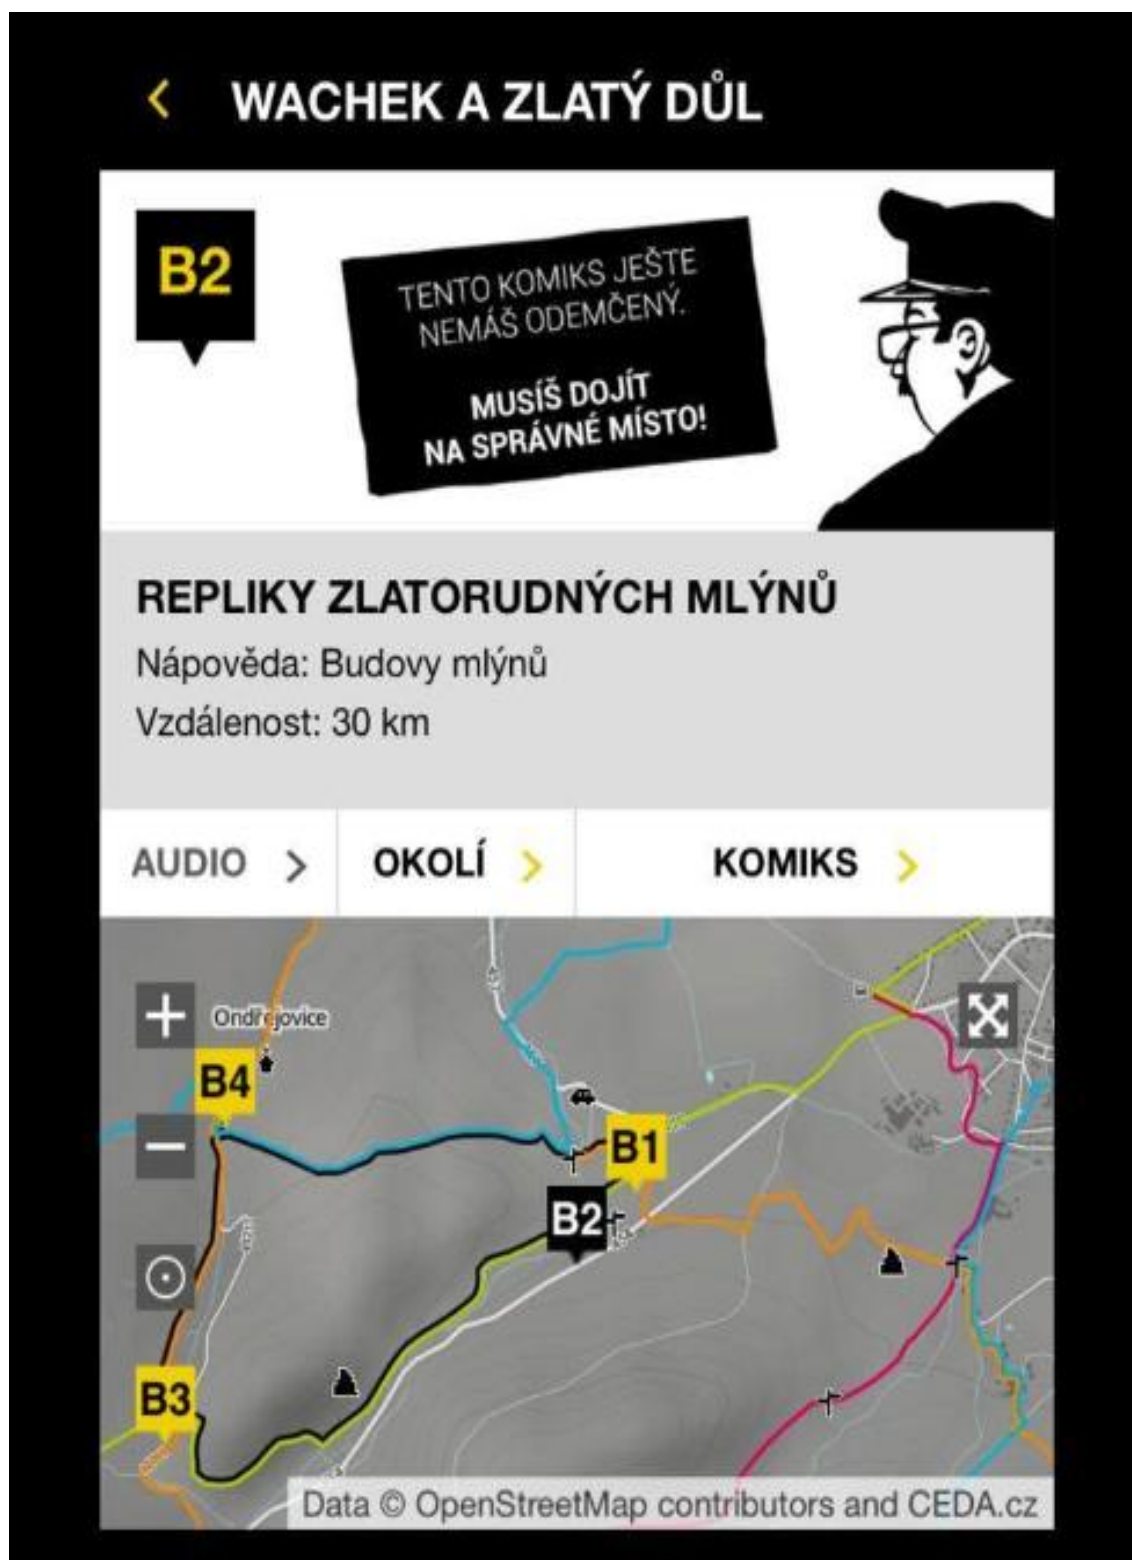 WACHEK A ZLATÝ DŮL
B2
TENTO KOMIKS JEŠTE
NEMÁŠ ODEMČENÝ.
MUSÍŠ DOJÍT
NA SPRÁVNÉ MÍSTO!
REPLIKY ZLATORUDNÝCH MLÝNŮ
Nápověda: Budovy mlýnů
Vzdálenost: 30 km
AUDIO
OKOLÍ
KOMIKS
Ondřejovice
B4
B1
B2
B3
Data © OpenStreetMap contributors and CEDA.cz